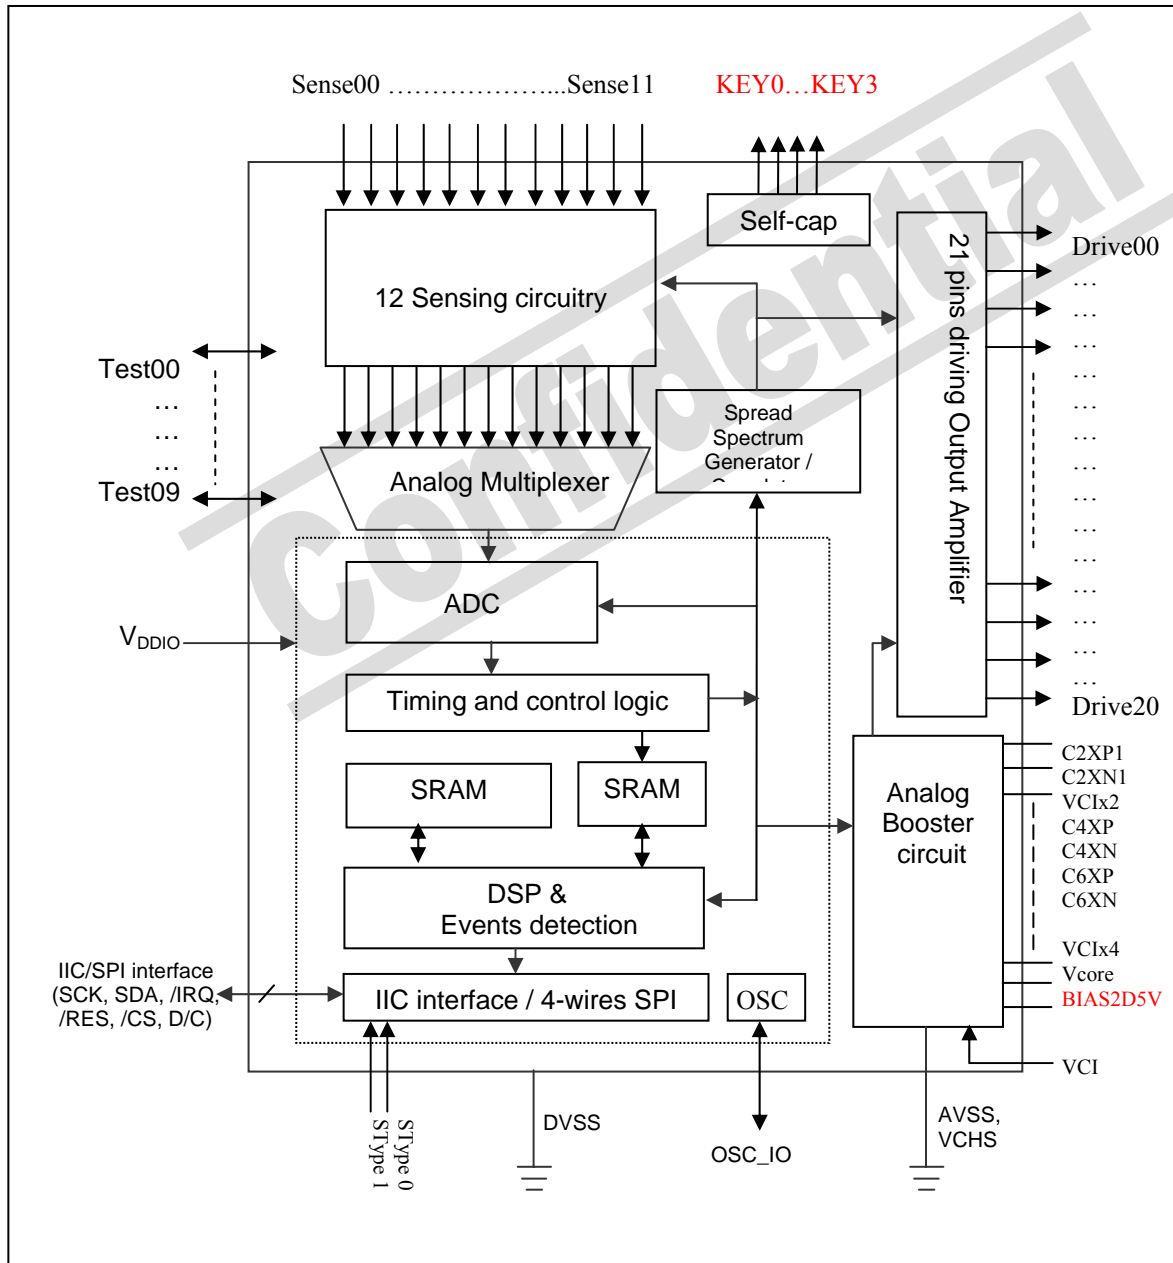 Sense00 …………………...Sense11
KEY0…KEY3
Self-cap
12 Sensing circuitry
21 pins driving Output Amplifier
Drive00
…
…
…
…
…
…
…
…
…
…
…
Drive20
Test00
…
…
…
Test09
Spread
Spectrum
Generator /
Analog Multiplexer
Confidential
ADC
VDDIO
Timing and control logic
SRAM
SRAM
DSP &
Events detection
IIC/SPI interface
(SCK, SDA, /IRQ,
/RES, /CS, D/C)
IIC interface / 4-wires SPI
OSC
Analog
Booster
circuit
C2XP1
C2XN1
VCIx2
C4XP
C4XN
C6XP
C6XN
VCIx4
Vcore
BIAS2D5V
VCI
SType 1
SType 0
DVSS
OSC_IO
AVSS,
VCHS